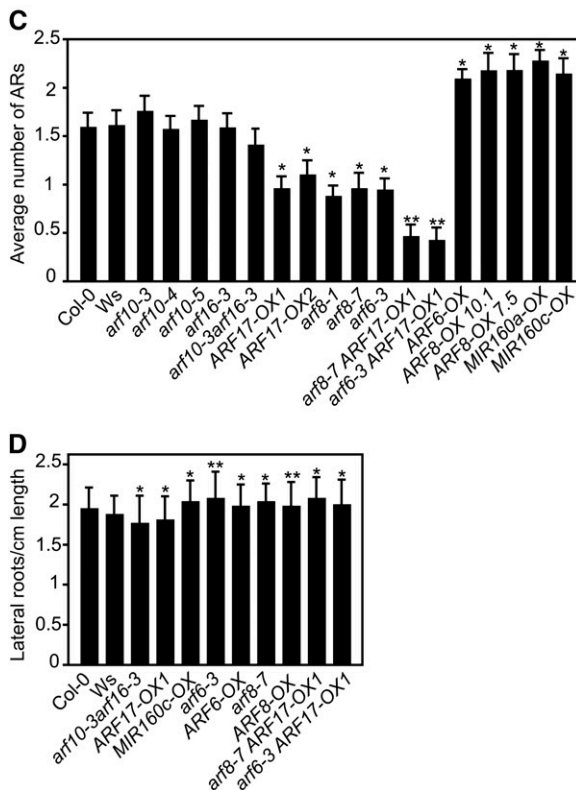 C
Average number of ARs
2.5
2
1.5
1
0.5
0
* * * * * ** ** * * * * *
Col-0
Ws
arf10-3
arf10-4
arf10-5
arf16-3
arf10-3arf16-3
ARF17-OX1
ARF17-OX2
arf8-1
arf8-7
arf6-3
arf8-7 ARF17-OX1
arf6-3 ARF17-OX1
ARF6-OX
ARF8-OX 10.1
ARF8-OX 7.5
MIR160a-OX
MIR160c-OX
D
Lateral roots/cm length
2.5
2
1.5
1
0.5
0
* * * ** * * ** * *
Col-0
Ws
arf10-3arf16-3
ARF17-OX1
MIR160c-OX
arf6-3
ARF6-OX
arf8-7
ARF8-OX
arf8-7 ARF17-OX1
arf6-3 ARF17-OX1